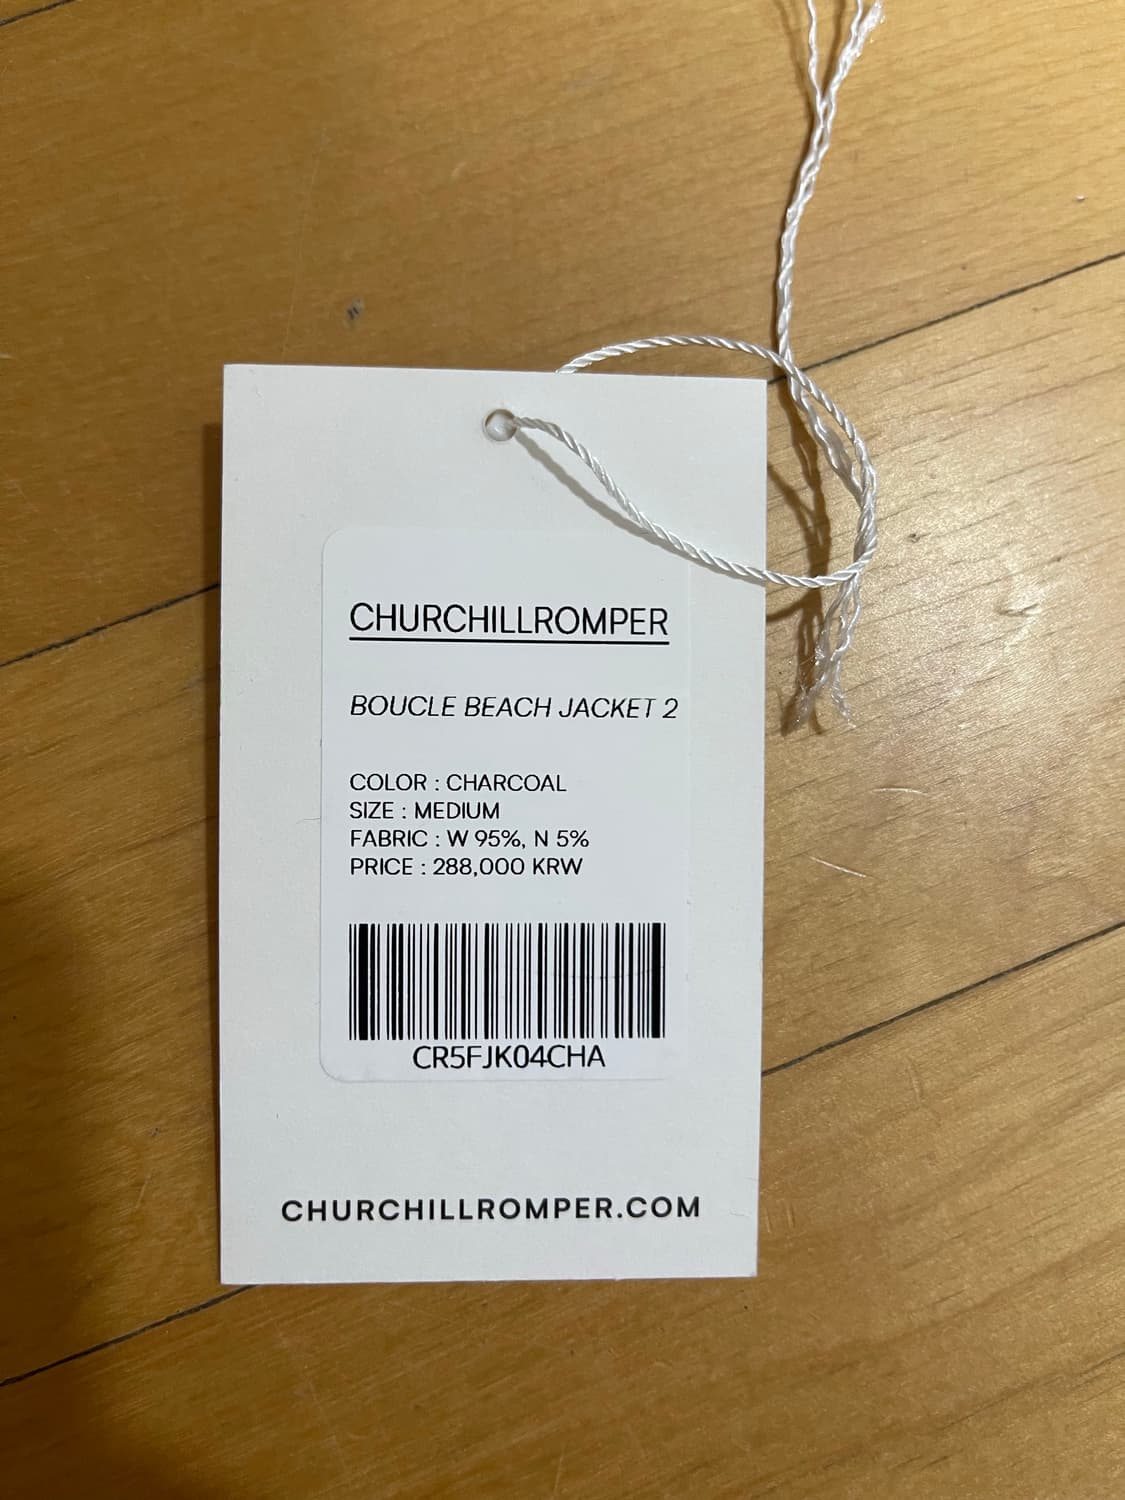 CHURCHILLROMPER
BOUCLE BEACH JACKET 2
COLOR : CHARCOAL
SIZE : MEDIUM
FABRIC : W 95%, N 5%
PRICE : 288,000 KRW
CR5FJK04CHA
CHURCHILLROMPER.COM